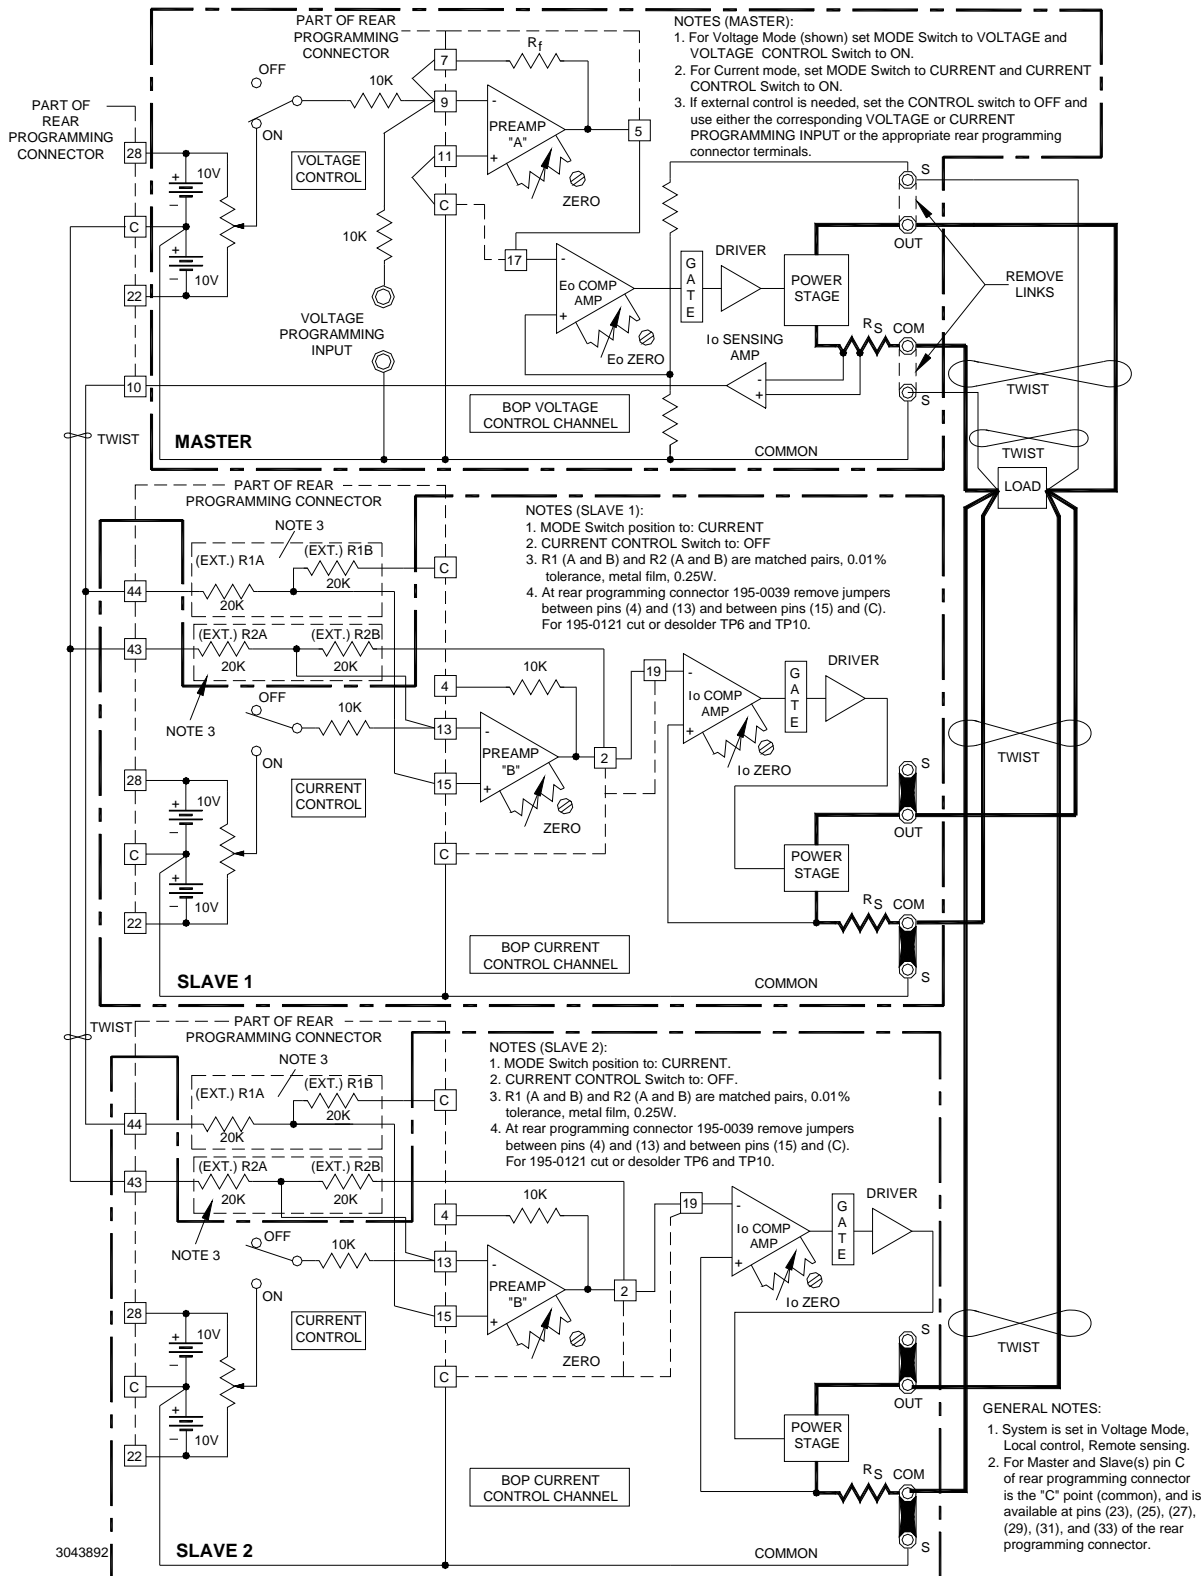 PART OF REAR
PROGRAMMING
CONNECTOR
NOTES (MASTER):
1. For Voltage Mode (shown) set MODE Switch to VOLTAGE and
VOLTAGE CONTROL Switch to ON.
2. For Current mode, set MODE Switch to CURRENT and CURRENT
CONTROL Switch to ON.
3. If external control is needed, set the CONTROL switch to OFF and
use either the corresponding VOLTAGE or CURRENT
PROGRAMMING INPUT or the appropriate rear programming
connector terminals.
Rf
7
OFF
10K
PART OF
REAR
PROGRAMMING
CONNECTOR
9
-
PREAMP
"A"
+
5
ON
28
+ 10V
–
VOLTAGE
CONTROL
11
ZERO
S
C
C
10K
OUT
+
– 10V
17
-
Eo COMP
AMP
+
GATE
DRIVER
POWER
STAGE
REMOVE
LINKS
22
VOLTAGE
PROGRAMMING
INPUT
Eo ZERO
Io SENSING
AMP
RS COM
10
-
+
TWIST
S
BOP VOLTAGE
CONTROL CHANNEL
TWIST
MASTER
COMMON
TWIST
LOAD
PART OF REAR
PROGRAMMING CONNECTOR
NOTE 3
NOTES (SLAVE 1):
1. MODE Switch position to: CURRENT
2. CURRENT CONTROL Switch to: OFF
3. R1 (A and B) and R2 (A and B) are matched pairs, 0.01%
tolerance, metal film, 0.25W.
4. At rear programming connector 195-0039 remove jumpers
between pins (4) and (13) and between pins (15) and (C).
For 195-0121 cut or desolder TP6 and TP10.
(EXT.) R1A
(EXT.) R1B
C
44
20K
20K
(EXT.) R2A
(EXT.) R2B
43
20K
20K
4
10K
19
-
Io COMP
AMP
+
GATE
DRIVER
NOTE 3
OFF
10K
13
-
PREAMP
"B"
+
2
Io ZERO
TWIST
ON
28
+ 10V
–
CURRENT
CONTROL
15
ZERO
S
C
C
OUT
+
– 10V
POWER
STAGE
22
RS COM
BOP CURRENT
CONTROL CHANNEL
SLAVE 1
COMMON
S
TWIST
PART OF REAR
PROGRAMMING CONNECTOR
NOTE 3
NOTES (SLAVE 2):
1. MODE Switch position to: CURRENT.
2. CURRENT CONTROL Switch to: OFF.
3. R1 (A and B) and R2 (A and B) are matched pairs, 0.01%
tolerance, metal film, 0.25W.
4. At rear programming connector 195-0039 remove jumpers
between pins (4) and (13) and between pins (15) and (C).
For 195-0121 cut or desolder TP6 and TP10.
(EXT.) R1A
(EXT.) R1B
C
44
20K
20K
(EXT.) R2A
(EXT.) R2B
43
20K
20K
4
10K
19
-
Io COMP
AMP
+
GATE
DRIVER
NOTE 3
OFF
10K
13
-
PREAMP
"B"
+
2
Io ZERO
ON
28
+ 10V
–
CURRENT
CONTROL
15
ZERO
S
TWIST
C
C
OUT
+
– 10V
POWER
STAGE
22
RS COM
BOP CURRENT
CONTROL CHANNEL
GENERAL NOTES:
1. System is set in Voltage Mode,
Local control, Remote sensing.
2. For Master and Slave(s) pin C
of rear programming connector
is the "C" point (common), and is
available at pins (23), (25), (27),
(29), (31), and (33) of the rear
programming connector.
3043892
SLAVE 2
COMMON
S